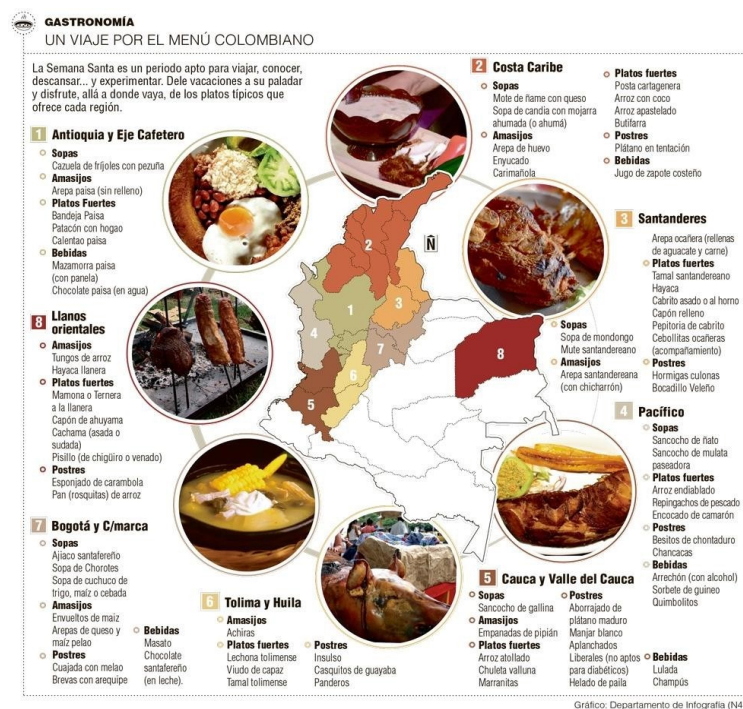 GASTRONOMÍA
UN VIAJE POR EL MENÚ COLOMBIANO
La Semana Santa es un periodo apto para viajar, conocer,
descansar... y experimentar. Dele vacaciones a su paladar
y disfrute, allá a donde vaya, de los platos típicos que
ofrece cada región.
1 Antioquia y Eje Cafetero
Sopas
Cazuela de fríjoles con pezuña
Amasijos
Arepa paisa (sin relleno)
Platos Fuertes
Bandeja Paisa
Patacón con hogao
Calentao paisa
Bebidas
Mazamorra paisa
(con panela)
Chocolate paisa (en agua)
8 Llanos
orientales
Amasijos
Tungos de arroz
Hayaca llanera
Platos fuertes
Mamona o Ternera
a la llanera
Capón de ahuyama
Cachama (asada o
sudada)
Pisillo (de chigüiro o venado)
Postres
Esponjado de carambola
Pan (rosquitas) de arroz
7 Bogotá y C/marca
Sopas
Ajiaco santafereño
Sopa de Chorotes
Sopa de cuchuco de
trigo, maíz o cebada
Amasijos
Envueltos de maiz
Arepas de queso y
maíz pelao
Postres
Cuajada con melao
Brevas con arequipe
Bebidas
Masato
Chocolate
santafereño
(en leche).
6 Tolima y Huila
Amasijos
Achiras
Platos fuertes
Lechona tolimense
Viudo de capaz
Tamal tolimense
Postres
Insulso
Casquitos de guayaba
Panderos
2 Costa Caribe
Sopas
Mote de ñame con queso
Sopa de candia con mojarra
ahumada (o ahumá)
Amasijos
Arepa de huevo
Enyucado
Carimañola
Platos fuertes
Posta cartagenera
Arroz con coco
Arroz apastelado
Butifarra
Postres
Plátano en tentación
Bebidas
Jugo de zapote costeño
3 Santanderes
Arepa ocañera (rellenas
de aguacate y carne)
Platos fuertes
Tamal santandereano
Hayaca
Cabrito asado o al horno
Capón relleno
Pepitoria de cabrito
Cebollitas ocañeras
(acompañamiento)
Postres
Hormigas culonas
Bocadillo Veleño
Sopas
Sopa de mondongo
Mute santandereano
Amasijos
Arepa santandereana
(con chicharrón)
4 Pacífico
Sopas
Sancocho de ñato
Sancocho de mulata
paseadora
Platos fuertes
Arroz endiablado
Repingachos de pescado
Encocado de camarón
Postres
Besitos de chontaduro
Chancacas
Bebidas
Arrechón (con alcohol)
Sorbete de guineo
Quimbolitos
5 Cauca y Valle del Cauca
Sopas
Sancocho de gallina
Amasijos
Empanadas de pipián
Platos fuertes
Arroz atollado
Chuleta valluna
Marranitas
Postres
Aborrajado de
plátano maduro
Manjar blanco
Aplanchados
Liberales (no aptos
para diabéticos)
Helado de paila
Bebidas
Lulada
Champús
N
2
1
3
4
7
6
5
8
Gráfico: Departamento de Infografía (N4